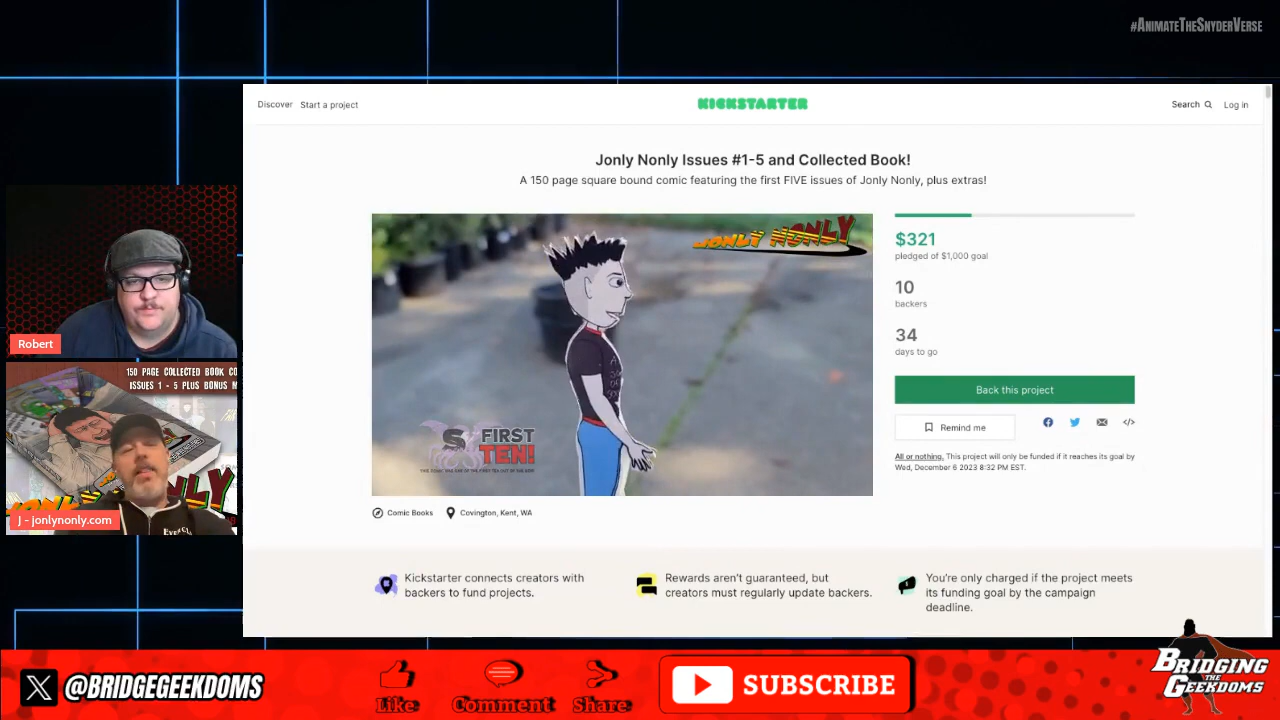 #ANIMATETHESNYDERVERSE
Discover
Start a project
KICKSTARTER
Search
Log in
Jonly Nonly Issues #1-5 and Collected Book!
A 150 page square bound comic featuring the first FIVE issues of Jonly Nonly, plus extras!
JONLY NONLY
$321
pledged of $1,000 goal
10
backers
34
days to go
Back this project
Remind me
All or nothing. This project will only be funded if it reaches its goal by
Wed, December 6 2023 8:32 PM EST.
S FIRST
TEN!
Comic Books
Covington, Kent, WA
Kickstarter connects creators with
backers to fund projects.
Rewards aren't guaranteed, but
creators must regularly update backers.
You're only charged if the project meets
its funding goal by the campaign
deadline.
Robert
150 PAGE COLLECTED BOOK CO
ISSUES 1 - 5 PLUS BONUS M
J - jonlynonly.com
X @BRIDGEGEEKDOMS
Like
Comment
Share
SUBSCRIBE
BRIDGING
THE
GEEKDOMS